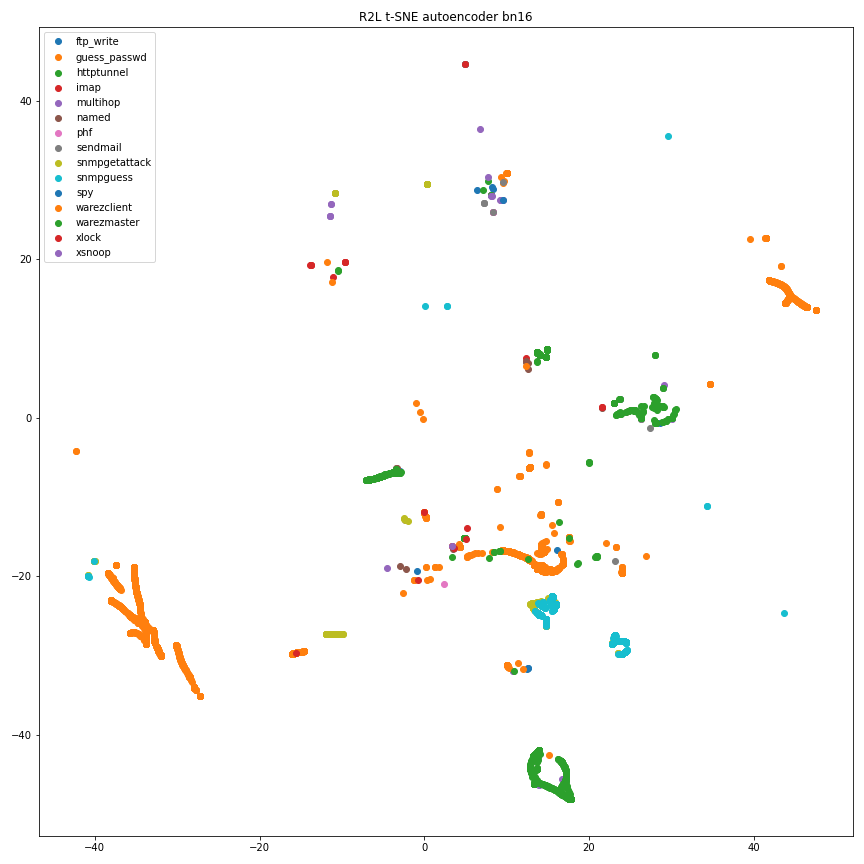 R2L t-SNE autoencoder bn16
ftp_write
guess_passwd
httptunnel
imap
multihop
named
phf
sendmail
snmpgetattack
snmpguess
spy
warezclient
warezmaster
xlock
xsnoop
40
20
0
−20
−40
−40
−20
0
20
40